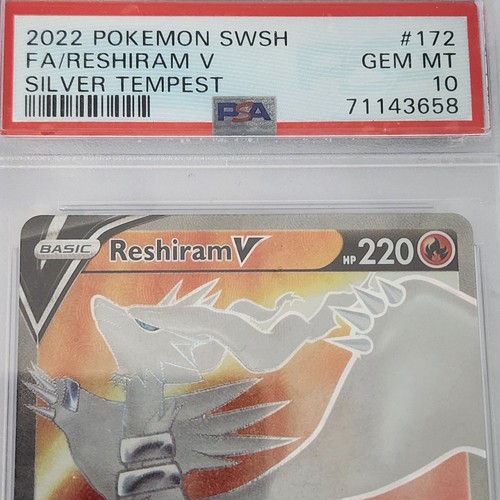 2022 POKEMON SWSH #172
FA/RESHIRAM V GEM MT
SILVER TEMPEST 10
71143658
PSA
BASIC Reshiram V HP 220